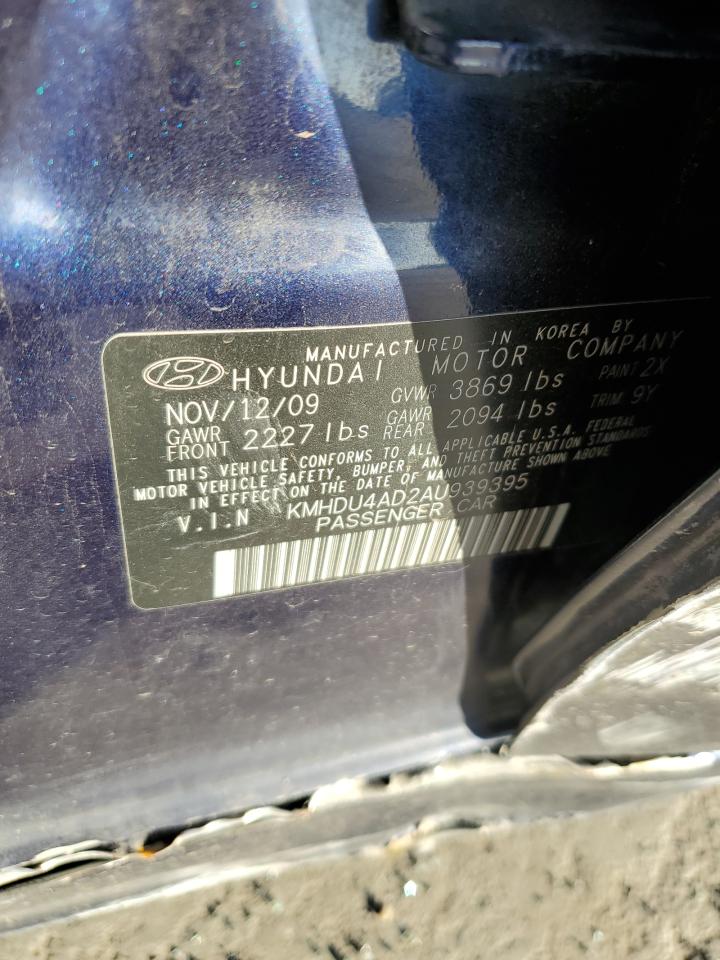 MANUFACTURED IN KOREA BY
HYUNDAI MOTOR COMPANY
NOV/12/09 GVWR 3869 lbs PAINT 2X
GAWR FRONT 2227 lbs GAWR REAR 2094 lbs TRIM 9Y
THIS VEHICLE CONFORMS TO ALL APPLICABLE U.S.A. FEDERAL
MOTOR VEHICLE SAFETY, BUMPER, AND THEFT PREVENTION STANDARDS
IN EFFECT ON THE DATE OF MANUFACTURE SHOWN ABOVE
V.I.N KMHDU4AD2AU939395
PASSENGER CAR